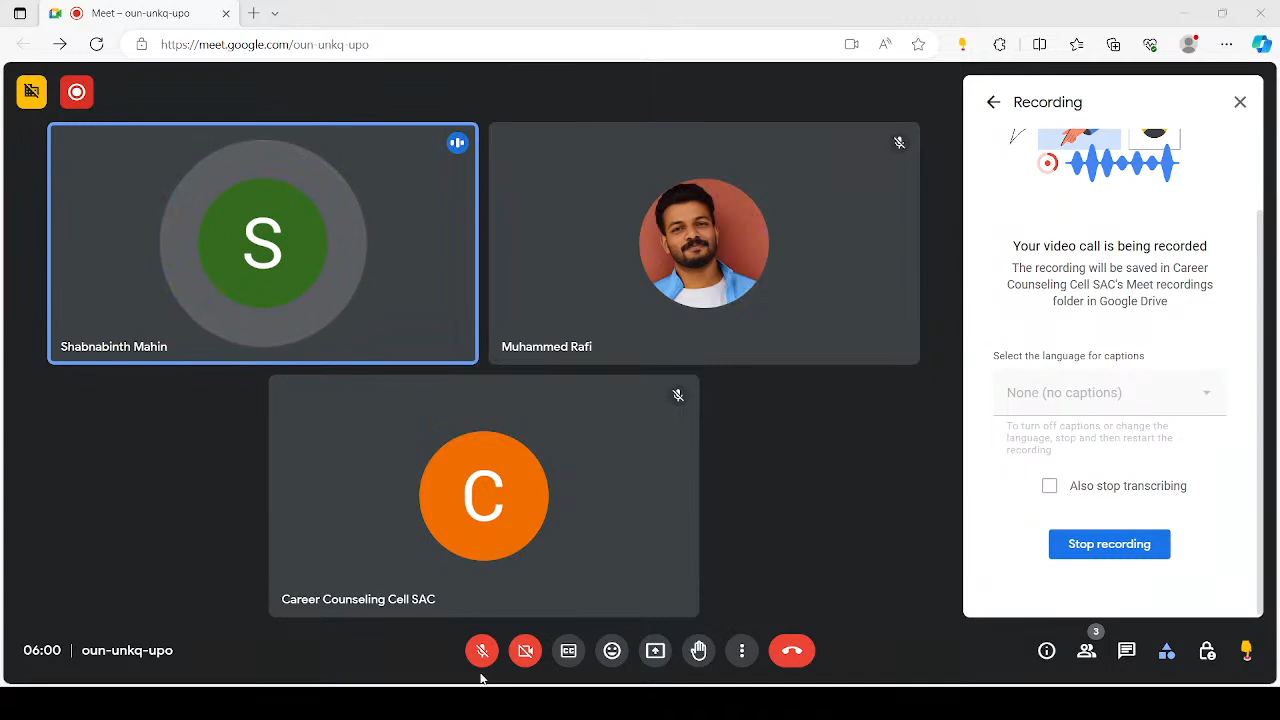 Meet – oun-unkq-upo
https://meet.google.com/oun-unkq-upo
Recording
S
Shabnabinth Mahin
Muhammed Rafi
C
Career Counseling Cell SAC
Your video call is being recorded
The recording will be saved in Career
Counseling Cell SAC's Meet recordings
folder in Google Drive
Select the language for captions
None (no captions)
To turn off captions or change the
language, stop and then restart the
recording
Also stop transcribing
Stop recording
06:00 | oun-unkq-upo
3